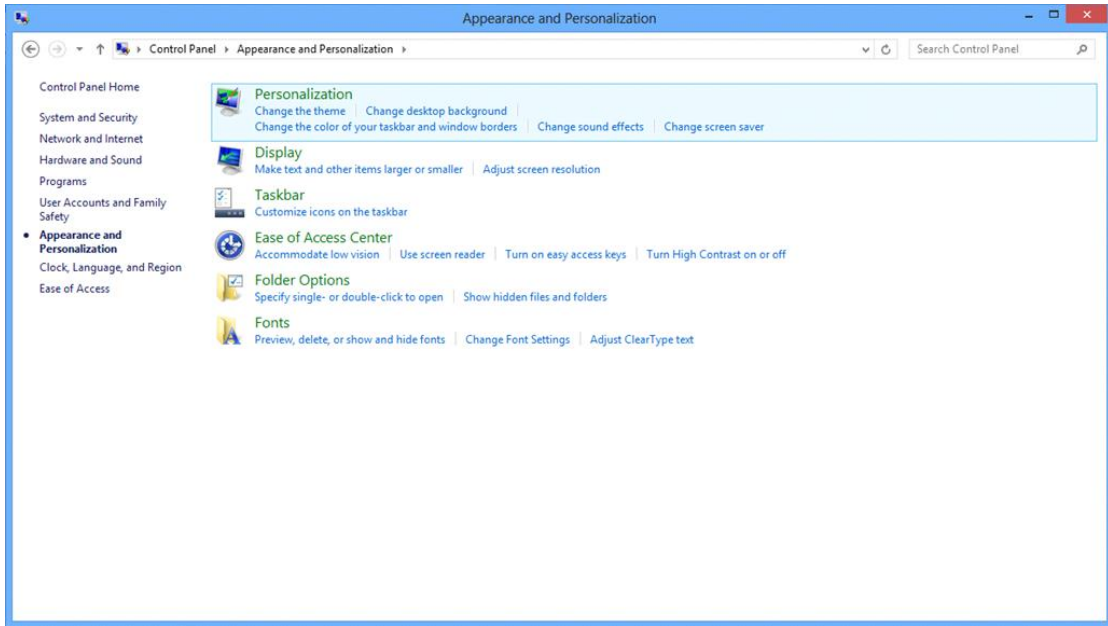 Appearance and Personalization
Control Panel Appearance and Personalization
Search Control Panel
Control Panel Home
System and Security
Network and Internet
Hardware and Sound
Programs
User Accounts and Family
Safety
Appearance and
Personalization
Clock, Language, and Region
Ease of Access
Personalization
Change the theme Change desktop background
Change the color of your taskbar and window borders Change sound effects Change screen saver
Display
Make text and other items larger or smaller Adjust screen resolution
Taskbar
Customize icons on the taskbar
Ease of Access Center
Accommodate low vision Use screen reader Turn on easy access keys Turn High Contrast on or off
Folder Options
Specify single- or double-click to open Show hidden files and folders
Fonts
Preview, delete, or show and hide fonts Change Font Settings Adjust ClearType text